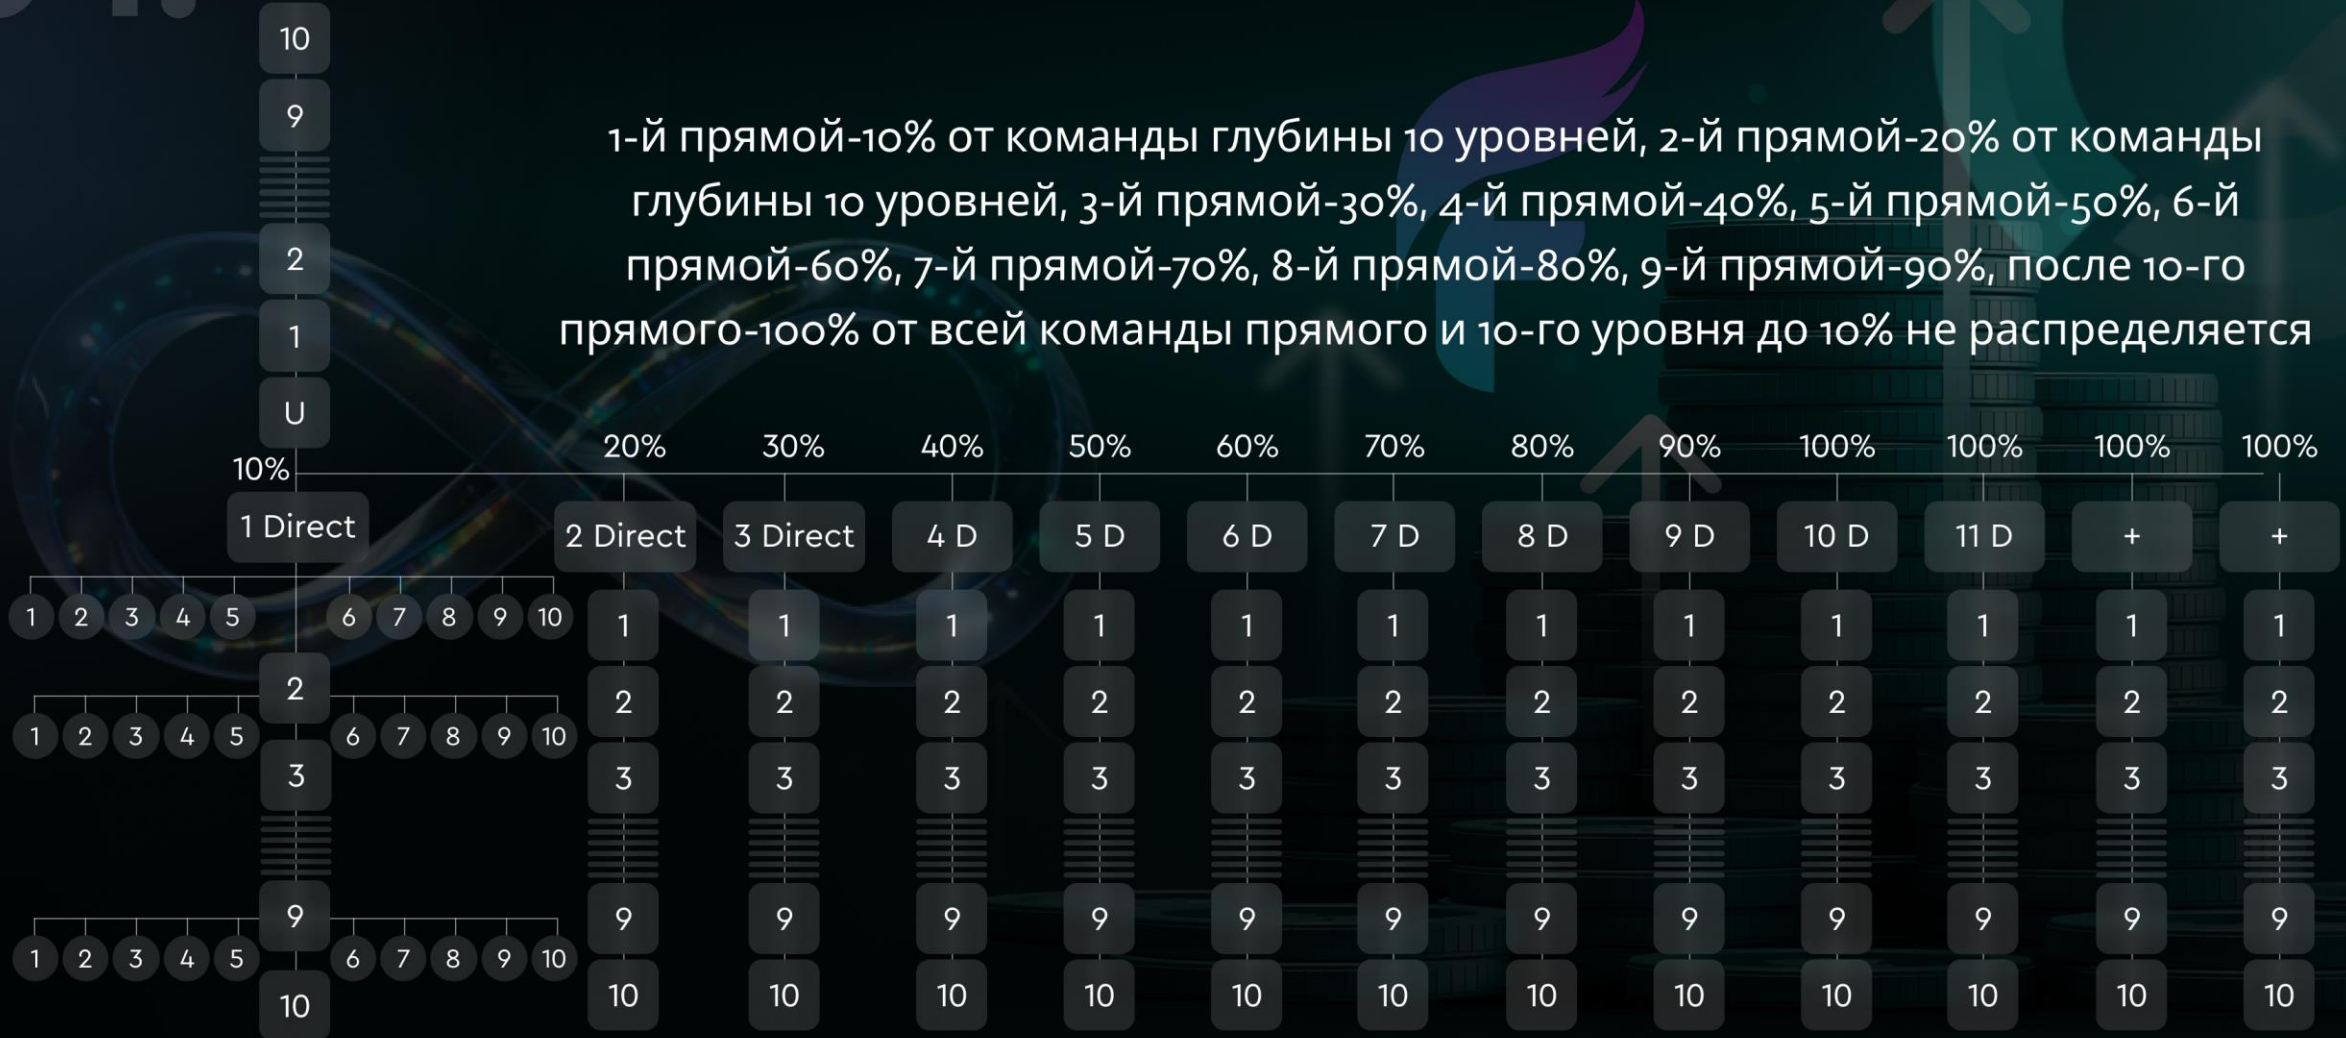 10
9
1-й прямой-10% от команды глубины 10 уровней, 2-й прямой-20% от команды
глубины 10 уровней, 3-й прямой-30%, 4-й прямой-40%, 5-й прямой-50%, 6-й
прямой-60%, 7-й прямой-70%, 8-й прямой-80%, 9-й прямой-90%, после 10-го
прямого-100% от всей команды прямого и 10-го уровня до 10% не распределяется
2
1
U
10% 20% 30% 40% 50% 60% 70% 80% 90% 100% 100% 100% 100%
1 Direct 2 Direct 3 Direct 4 D 5 D 6 D 7 D 8 D 9 D 10 D 11 D + +
1 2 3 4 5 6 7 8 9 10 1 1 1 1 1 1 1 1 1 1 1 1
2 2 2 2 2 2 2 2 2 2 2 2 2
1 2 3 4 5 6 7 8 9 10
3 3 3 3 3 3 3 3 3 3 3 3 3
9 9 9 9 9 9 9 9 9 9 9 9 9
1 2 3 4 5 6 7 8 9 10
10 10 10 10 10 10 10 10 10 10 10 10 10